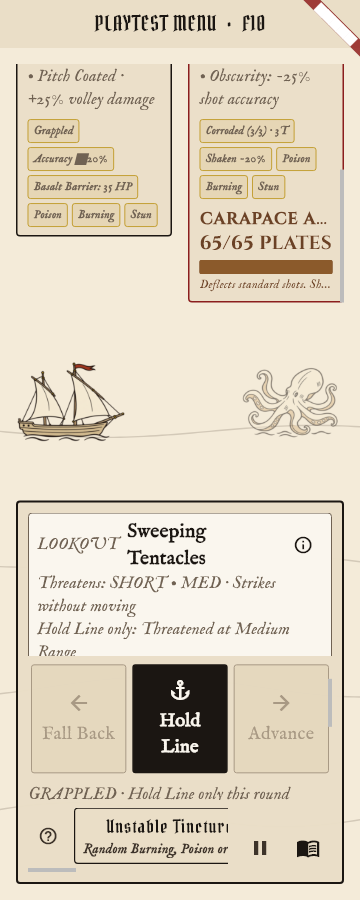 PLAYTEST MENU · F10
• Pitch Coated ·
+25% volley damage
Grappled
Accuracy 20%
Basalt Barrier: 35 HP
Poison
Burning
Stun
• Obscurity: -25%
shot accuracy
Corroded (3/3) · 3T
Shaken -20%
Poison
Burning
Stun
CARAPACE A...
65/65 PLATES
Deflects standard shots. Sh...
LOOKOUT Sweeping
Tentacles
Threatens: SHORT • MED · Strikes
without moving
Hold Line only: Threatened at Medium
Range
Fall Back
Hold
Line
Advance
GRAPPLED · Hold Line only this round
Unstable Tincture
Random Burning, Poison or